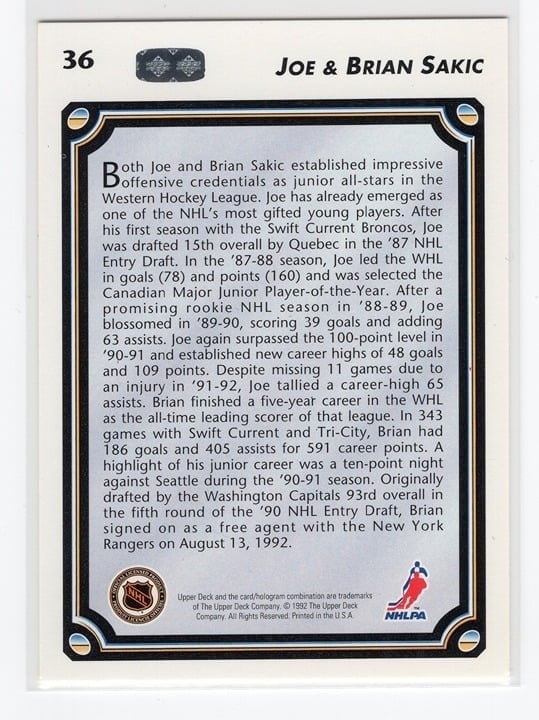 36
JOE & BRIAN SAKIC
Both Joe and Brian Sakic established impressive
offensive credentials as junior all-stars in the
Western Hockey League. Joe has already emerged as
one of the NHL's most gifted young players. After
his first season with the Swift Current Broncos, Joe
was drafted 15th overall by Quebec in the '87 NHL
Entry Draft. In the '87-88 season, Joe led the WHL
in goals (78) and points (160) and was selected the
Canadian Major Junior Player-of-the-Year. After a
promising rookie NHL season in '88-89, Joe
blossomed in '89-90, scoring 39 goals and adding
63 assists. Joe again surpassed the 100-point level in
'90-91 and established new career highs of 48 goals
and 109 points. Despite missing 11 games due to
an injury in '91-92, Joe tallied a career-high 65
assists. Brian finished a five-year career in the WHL
as the all-time leading scorer of that league. In 343
games with Swift Current and Tri-City, Brian had
186 goals and 405 assists for 591 career points. A
highlight of his junior career was a ten-point night
against Seattle during the '90-91 season. Originally
drafted by the Washington Capitals 93rd overall in
the fifth round of the '90 NHL Entry Draft, Brian
signed on as a free agent with the New York
Rangers on August 13, 1992.
NHL
Upper Deck and the card/hologram combination are trademarks
of The Upper Deck Company. © 1992 The Upper Deck
Company. All Rights Reserved. Printed in the U.S.A.
™
NHLPA